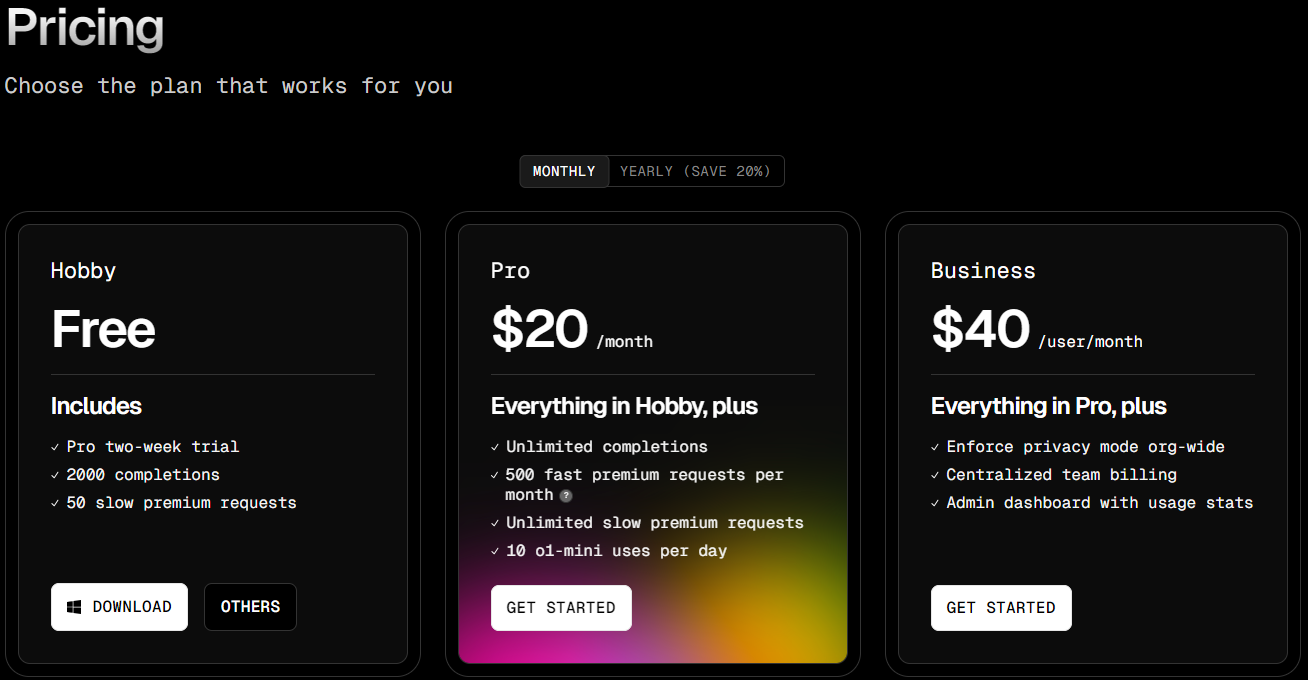 Pricing
Choose the plan that works for you
MONTHLY
YEARLY (SAVE 20%)
Hobby
Free
Includes
✓ Pro two-week trial
✓ 2000 completions
✓ 50 slow premium requests
DOWNLOAD
OTHERS
Pro
$20 /month
Everything in Hobby, plus
✓ Unlimited completions
✓ 500 fast premium requests per
month ?
✓ Unlimited slow premium requests
✓ 10 o1-mini uses per day
GET STARTED
Business
$40 /user/month
Everything in Pro, plus
✓ Enforce privacy mode org-wide
✓ Centralized team billing
✓ Admin dashboard with usage stats
GET STARTED